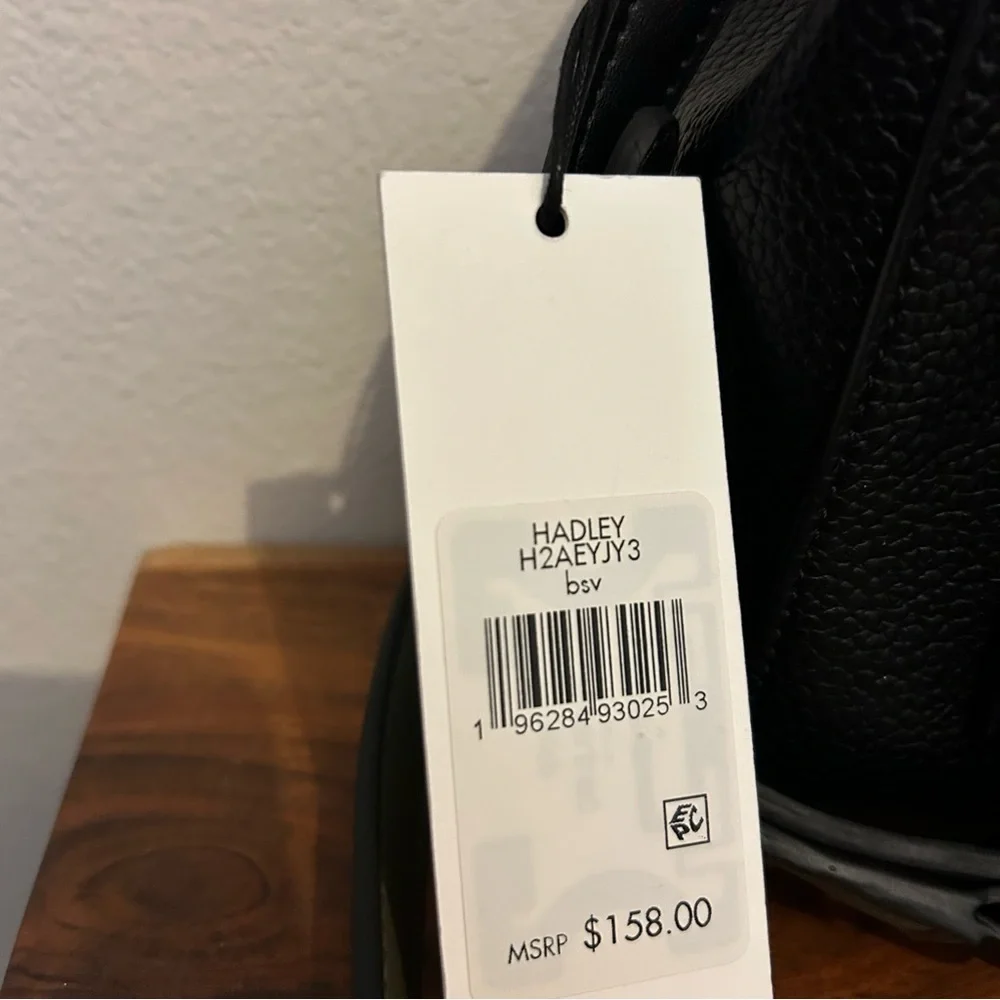 HADLEY
H2AEYJY3
bsv
1 96284 93025 3
EPC
MSRP $158.00